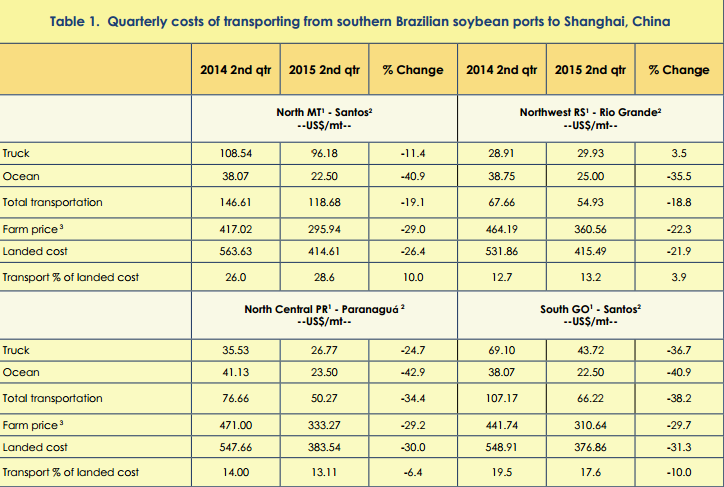 Table 1. Quarterly costs of transporting from southern Brazilian soybean ports to Shanghai, China
2014 2nd qtr 2015 2nd qtr % Change 2014 2nd qtr 2015 2nd qtr % Change
North MT¹ - Santos² Northwest RS¹ - Rio Grande²
--US$/mt-- --US$/mt--
Truck 108.54 96.18 -11.4 28.91 29.93 3.5
Ocean 38.07 22.50 -40.9 38.75 25.00 -35.5
Total transportation 146.61 118.68 -19.1 67.66 54.93 -18.8
Farm price ³ 417.02 295.94 -29.0 464.19 360.56 -22.3
Landed cost 563.63 414.61 -26.4 531.86 415.49 -21.9
Transport % of landed cost 26.0 28.6 10.0 12.7 13.2 3.9
North Central PR¹ - Paranaguá ² South GO¹ - Santos²
--US$/mt-- --US$/mt--
Truck 35.53 26.77 -24.7 69.10 43.72 -36.7
Ocean 41.13 23.50 -42.9 38.07 22.50 -40.9
Total transportation 76.66 50.27 -34.4 107.17 66.22 -38.2
Farm price ³ 471.00 333.27 -29.2 441.74 310.64 -29.7
Landed cost 547.66 383.54 -30.0 548.91 376.86 -31.3
Transport % of landed cost 14.00 13.11 -6.4 19.5 17.6 -10.0